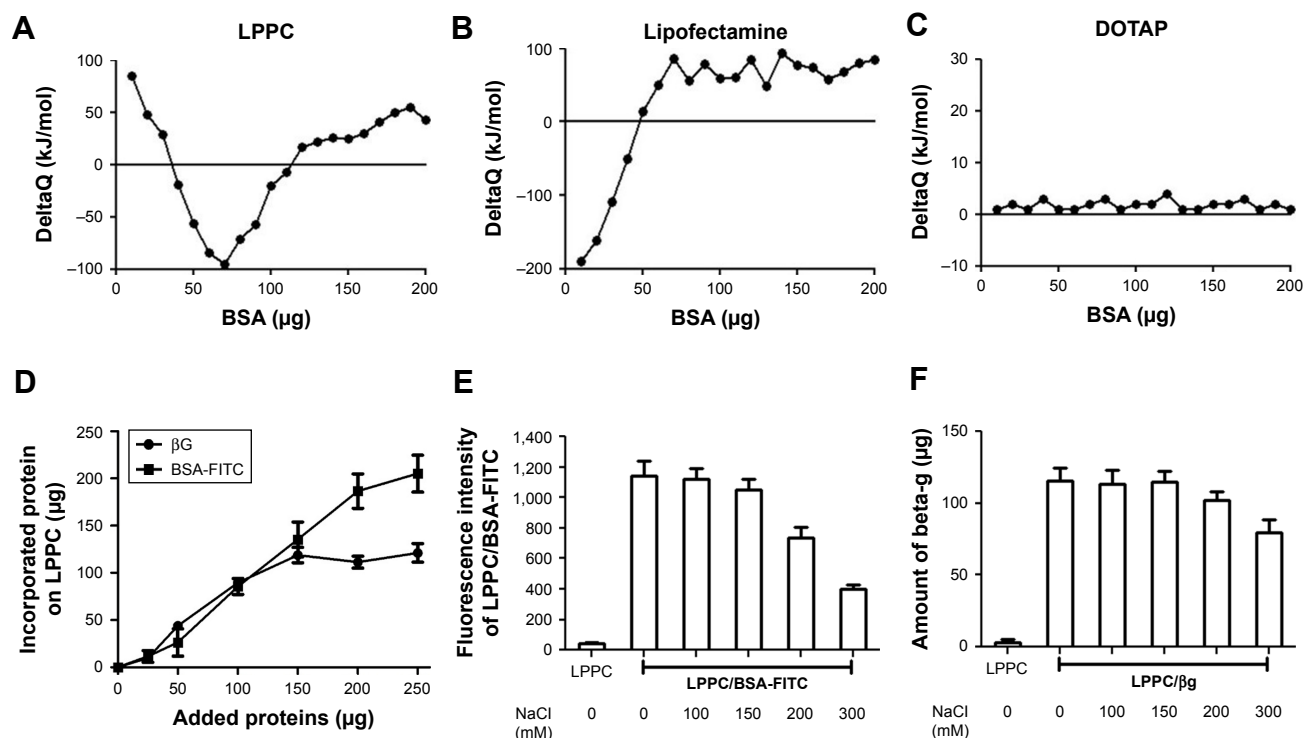 A
LPPC
DeltaQ (kJ/mol)
100
50
0
–50
–100
0
50
100
150
200
BSA (μg)
B
Lipofectamine
DeltaQ (kJ/mol)
100
0
–100
–200
0
50
100
150
200
BSA (μg)
C
DOTAP
DeltaQ (kJ/mol)
30
20
10
0
–10
0
50
100
150
200
BSA (μg)
D
Incorporated protein
on LPPC (μg)
250
200
150
100
50
0
βG
BSA-FITC
0
50
100
150
200
250
Added proteins (μg)
E
Fluorescence intensity
of LPPC/BSA-FITC
1,400
1,200
1,000
800
600
400
200
0
LPPC
LPPC/BSA-FITC
NaCl
(mM)
0
0
100
150
200
300
F
Amount of beta-g (μg)
150
100
50
0
LPPC
LPPC/βg
NaCl
(mM)
0
0
100
150
200
300